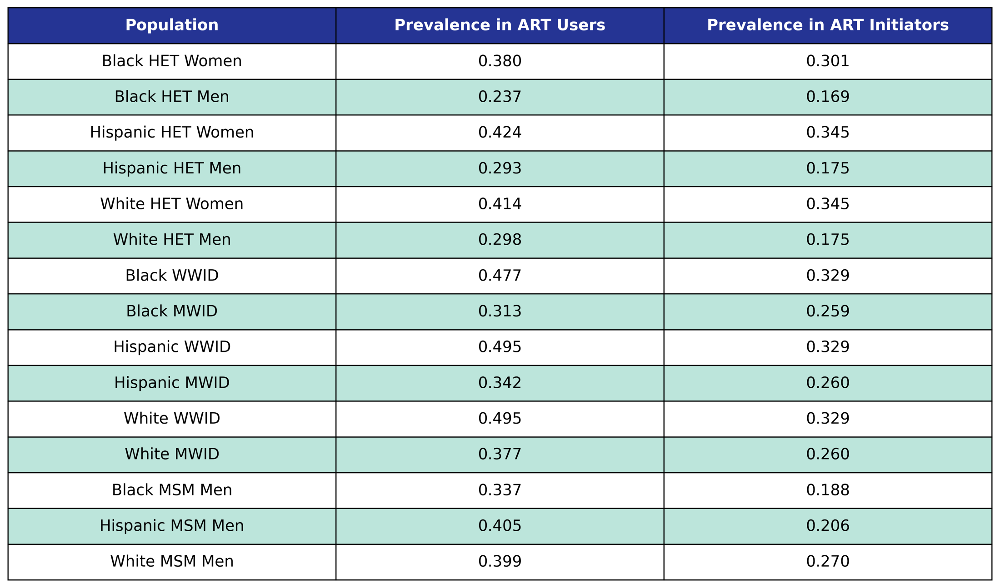 Population Prevalence in ART Users Prevalence in ART Initiators
Black HET Women 0.380 0.301
Black HET Men 0.237 0.169
Hispanic HET Women 0.424 0.345
Hispanic HET Men 0.293 0.175
White HET Women 0.414 0.345
White HET Men 0.298 0.175
Black WWID 0.477 0.329
Black MWID 0.313 0.259
Hispanic WWID 0.495 0.329
Hispanic MWID 0.342 0.260
White WWID 0.495 0.329
White MWID 0.377 0.260
Black MSM Men 0.337 0.188
Hispanic MSM Men 0.405 0.206
White MSM Men 0.399 0.270